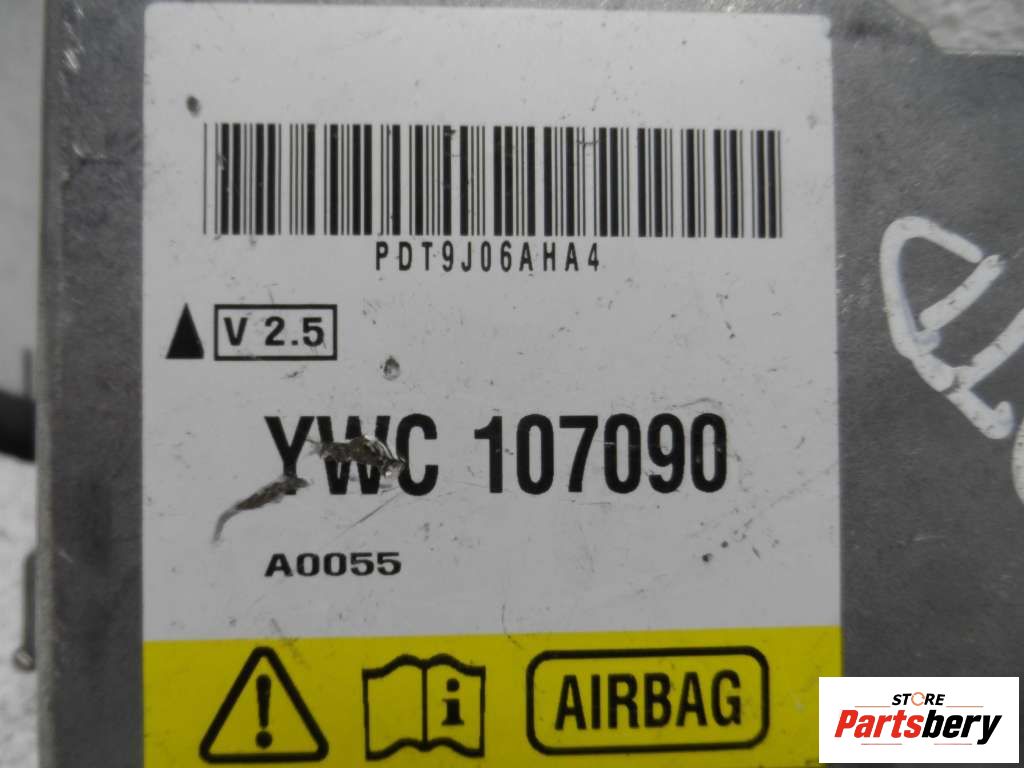 PDT9J06AHA4
V 2.5
YWC 107090
A0055
i
AIRBAG
STORE
Partsbery